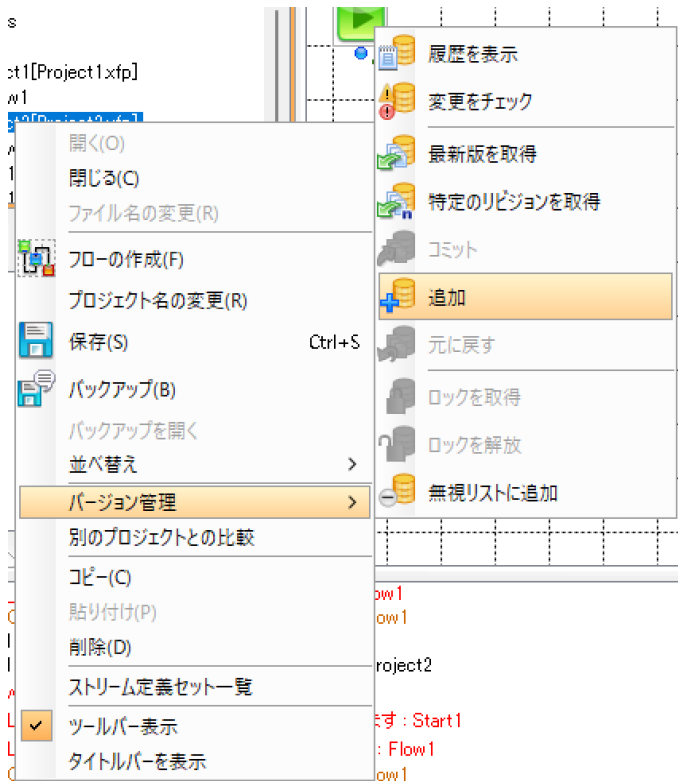 s
ct1[Project1.xfp]
w1
開く(O)
閉じる(C)
ファイル名の変更(R)
フローの作成(F)
プロジェクト名の変更(R)
保存(S) Ctrl+S
バックアップ(B)
バックアップを開く
並べ替え
バージョン管理
別のプロジェクトとの比較
コピー(C)
貼り付け(P)
削除(D)
ストリーム定義セット一覧
ツールバー表示
タイトルバーを表示
履歴を表示
変更をチェック
最新版を取得
特定のリビジョンを取得
コミット
追加
元に戻す
ロックを取得
ロックを解放
無視リストに追加
ow1
ow1
roject2
ます : Start1
: Flow1
ow1